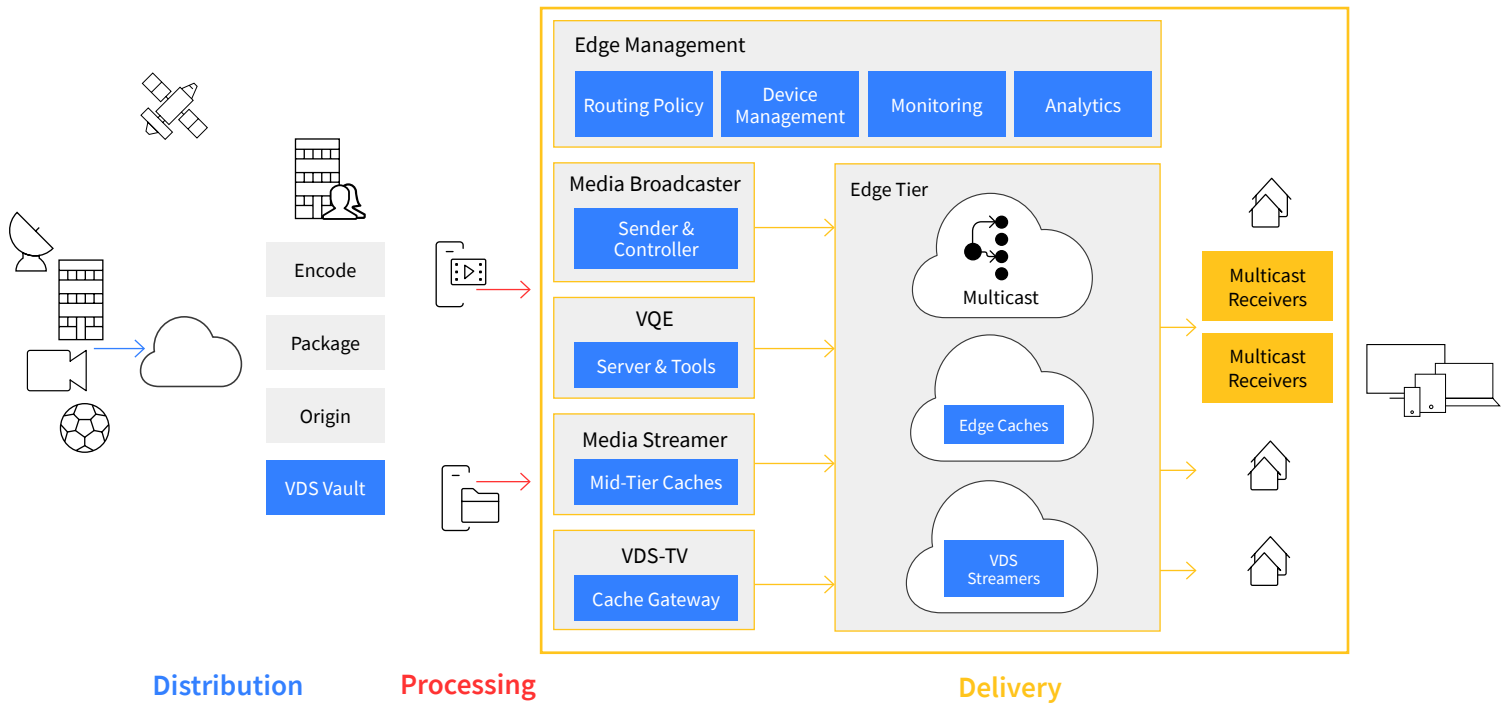 Edge Management
Routing Policy
Device
Management
Monitoring
Analytics
Encode
Package
Origin
VDS Vault
Media Broadcaster
Sender &
Controller
VQE
Server & Tools
Media Streamer
Mid-Tier Caches
VDS-TV
Cache Gateway
Edge Tier
Multicast
Edge Caches
VDS
Streamers
Multicast
Receivers
Multicast
Receivers
Distribution
Processing
Delivery